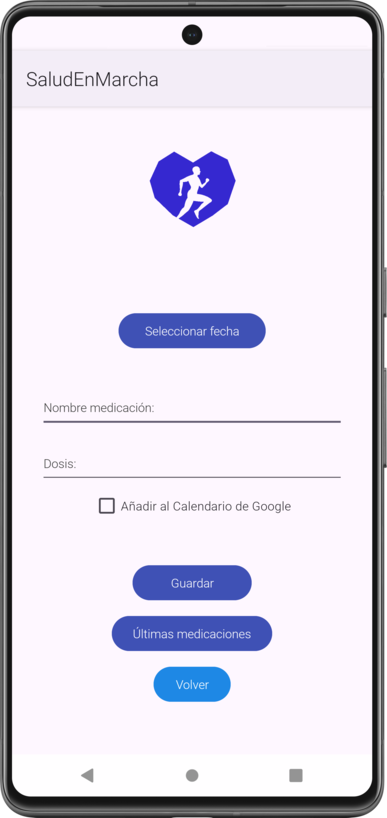 SaludEnMarcha
Seleccionar fecha
Nombre medicación:
Dosis:
Añadir al Calendario de Google
Guardar
Últimas medicaciones
Volver